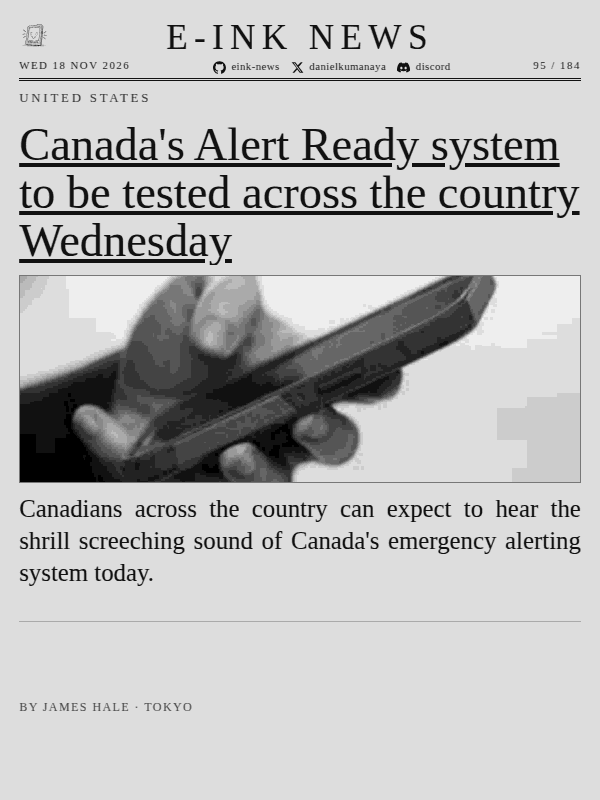 E-INK NEWS
WED 18 NOV 2026
eink-news danielkumanaya discord
95 / 184
UNITED STATES
Canada's Alert Ready system
to be tested across the country
Wednesday
Canadians across the country can expect to hear the
shrill screeching sound of Canada's emergency alerting
system today.
BY JAMES HALE · TOKYO